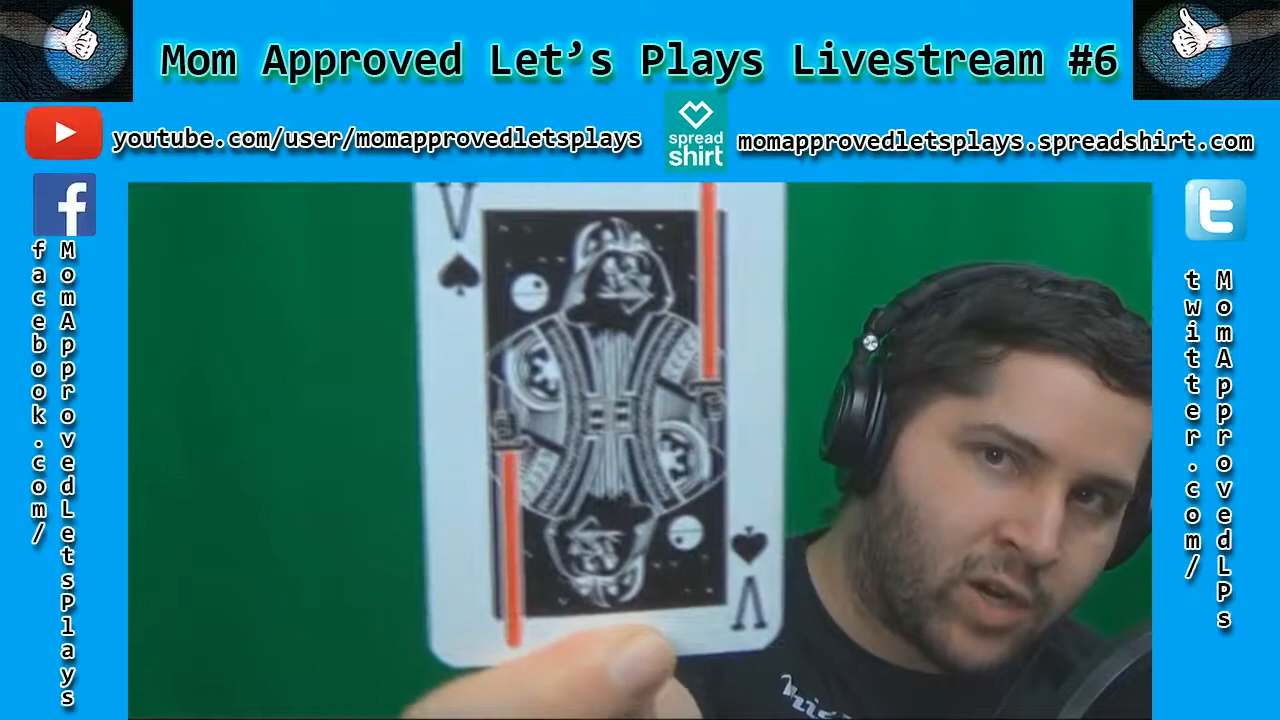 Mom Approved Let's Plays Livestream #6
youtube.com/user/momapprovedletsplays
spread
shirt
momapprovedletsplays.spreadshirt.com
f
facebook.com/
MomApprovedLetsPlays
t
twitter.com/
MomApprovedLPs
V
V